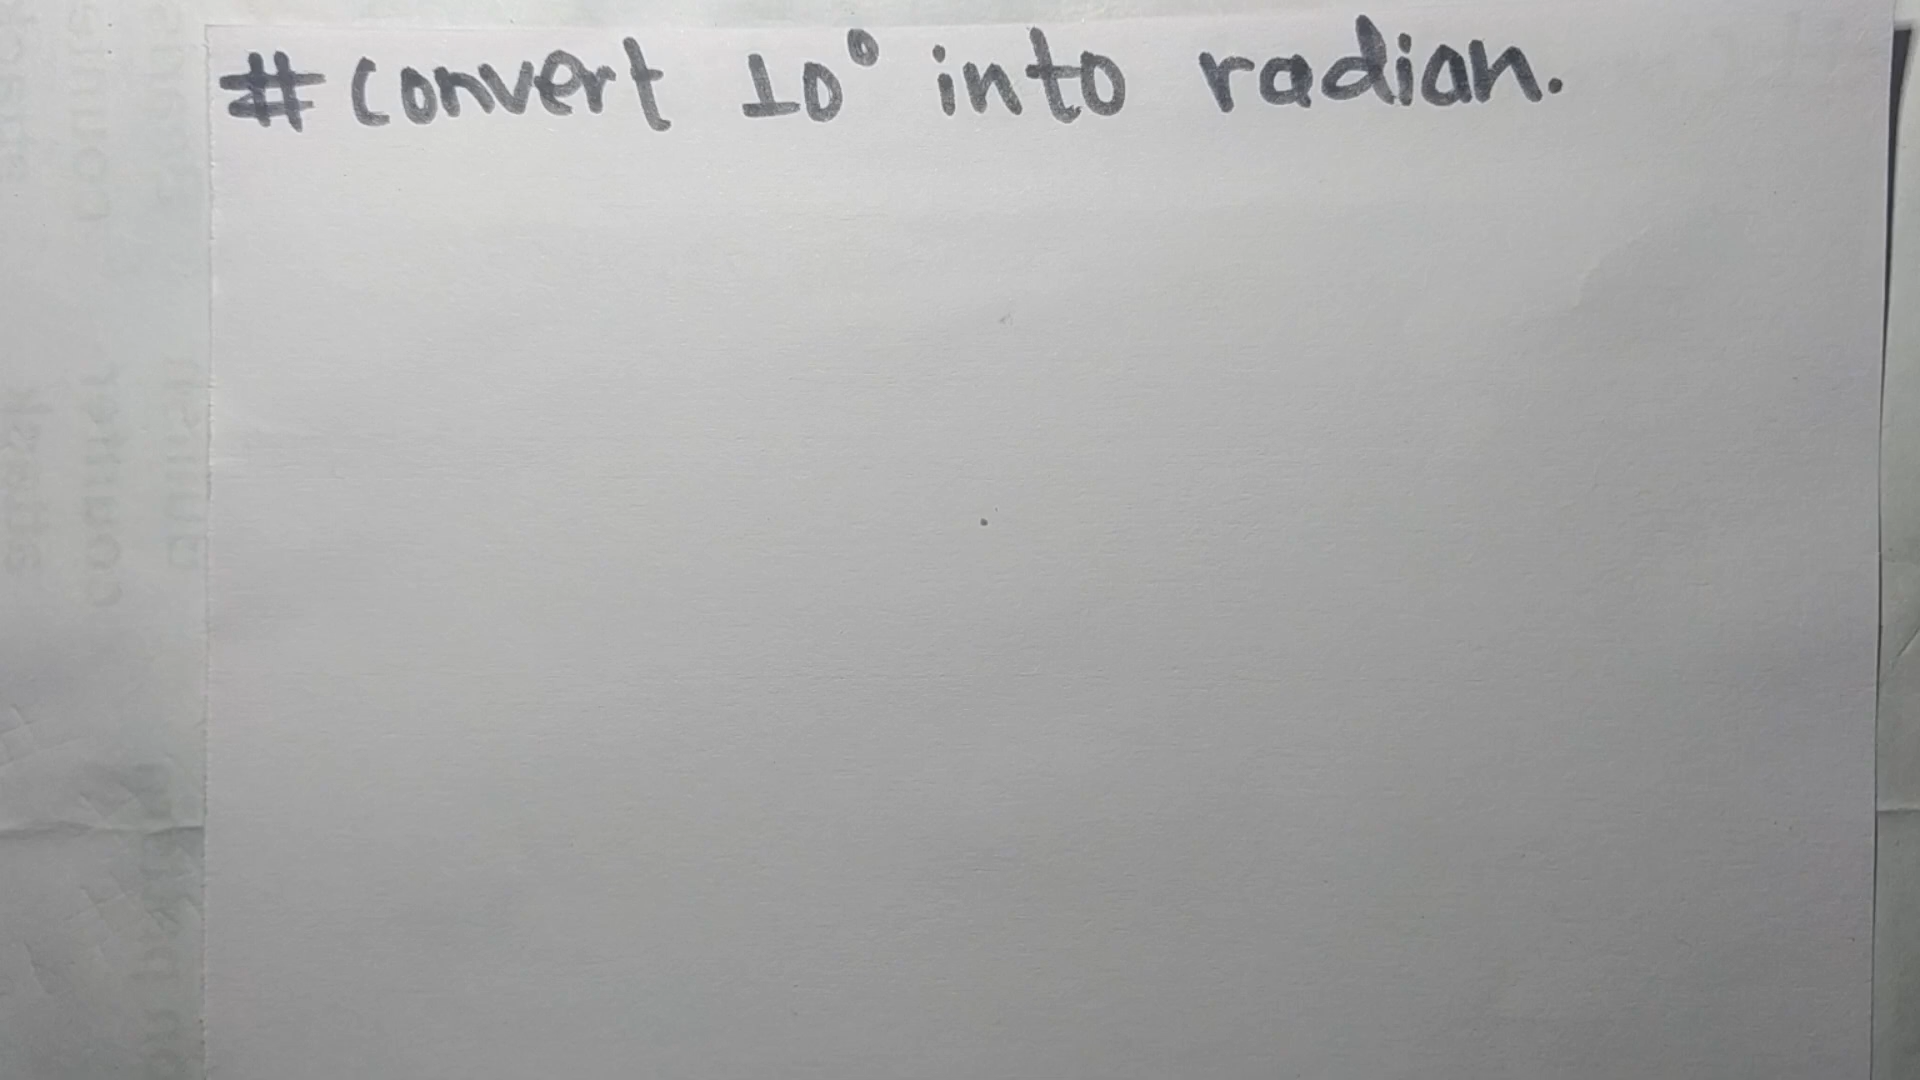 # convert 10° into radian.